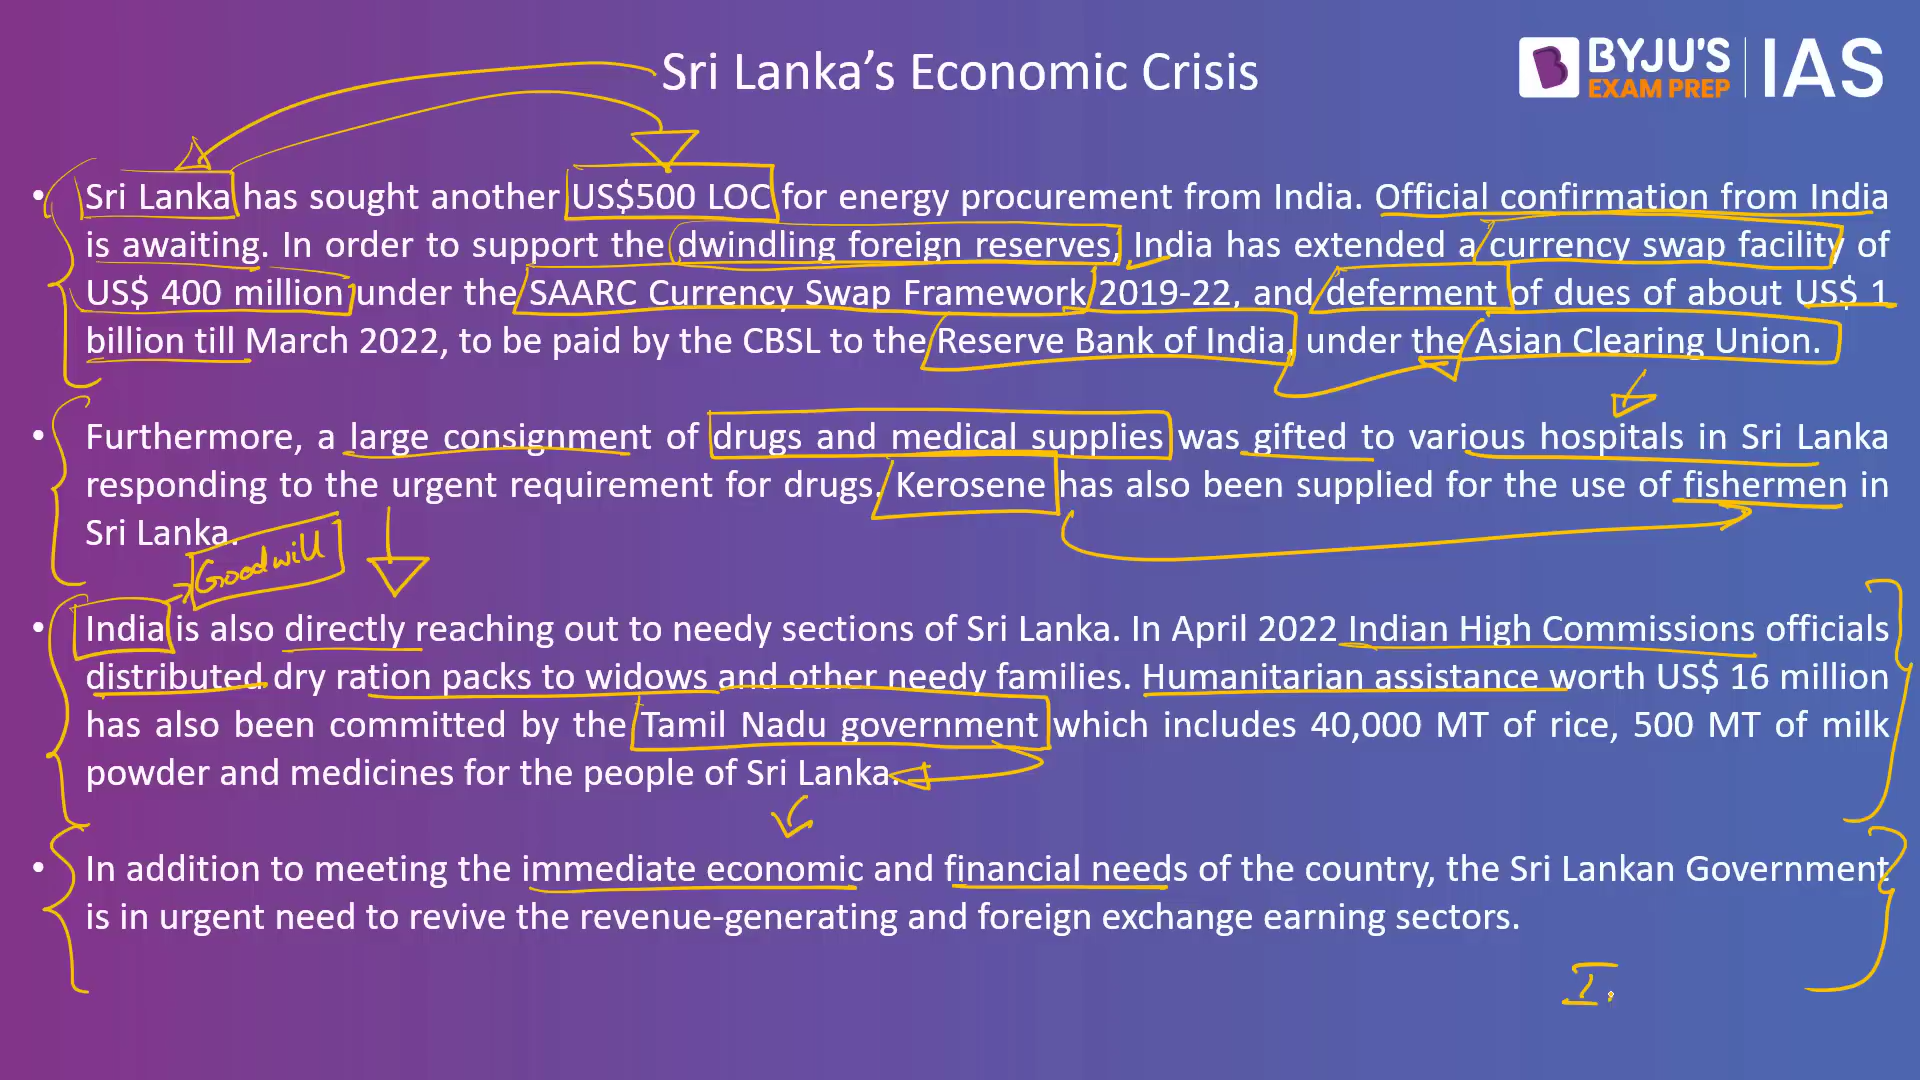 Sri Lanka’s Economic Crisis
BYJU'S
EXAM PREP
IAS
• Sri Lanka has sought another US$500 LOC for energy procurement from India. Official confirmation from India
is awaiting. In order to support the dwindling foreign reserves, India has extended a currency swap facility of
US$ 400 million under the SAARC Currency Swap Framework 2019-22, and deferment of dues of about US$ 1
billion till March 2022, to be paid by the CBSL to the Reserve Bank of India, under the Asian Clearing Union.
• Furthermore, a large consignment of drugs and medical supplies was gifted to various hospitals in Sri Lanka
responding to the urgent requirement for drugs. Kerosene has also been supplied for the use of fishermen in
Sri Lanka.
Goodwill
• India is also directly reaching out to needy sections of Sri Lanka. In April 2022 Indian High Commissions officials
distributed dry ration packs to widows and other needy families. Humanitarian assistance worth US$ 16 million
has also been committed by the Tamil Nadu government which includes 40,000 MT of rice, 500 MT of milk
powder and medicines for the people of Sri Lanka.
• In addition to meeting the immediate economic and financial needs of the country, the Sri Lankan Government
is in urgent need to revive the revenue-generating and foreign exchange earning sectors.
I